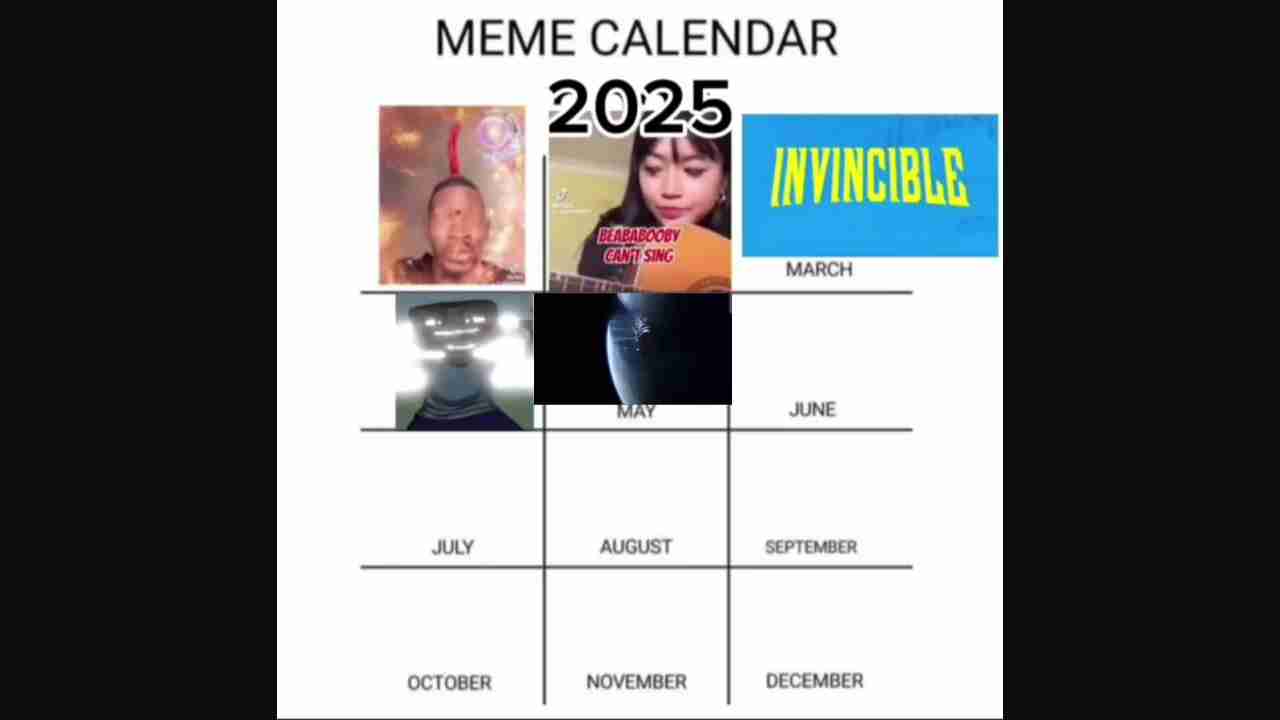 MEME CALENDAR
2025
INVINCIBLE
BEABABOOBY
CAN'T SING
MARCH
MAY
JUNE
JULY
AUGUST
SEPTEMBER
OCTOBER
NOVEMBER
DECEMBER